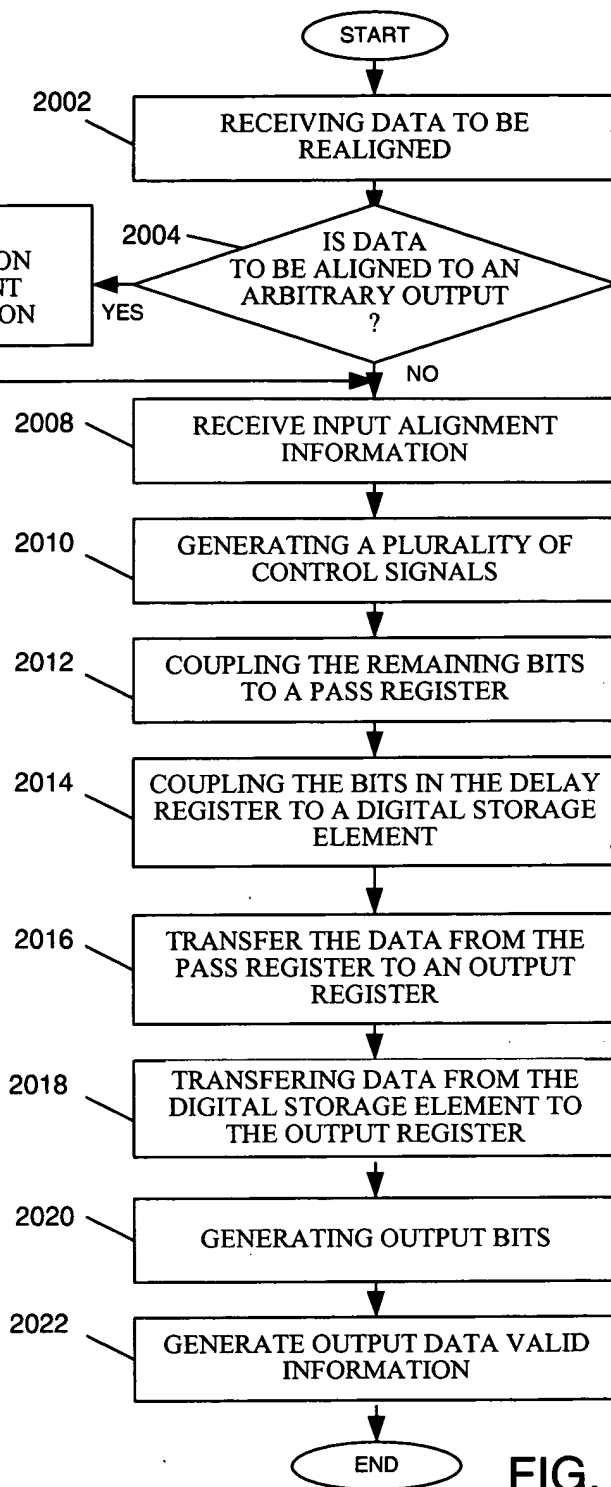 START
2002
RECEIVING DATA TO BE
REALIGNED
2004
IS DATA
TO BE ALIGNED TO AN
ARBITRARY OUTPUT
?
YES
NO
2008
RECEIVE INPUT ALIGNMENT
INFORMATION
2010
GENERATING A PLURALITY OF
CONTROL SIGNALS
2012
COUPLING THE REMAINING BITS
TO A PASS REGISTER
2014
COUPLING THE BITS IN THE DELAY
REGISTER TO A DIGITAL STORAGE
ELEMENT
2016
TRANSFER THE DATA FROM THE
PASS REGISTER TO AN OUTPUT
REGISTER
2018
TRANSFERING DATA FROM THE
DIGITAL STORAGE ELEMENT TO
THE OUTPUT REGISTER
2020
GENERATING OUTPUT BITS
2022
GENERATE OUTPUT DATA VALID
INFORMATION
END
FIG.